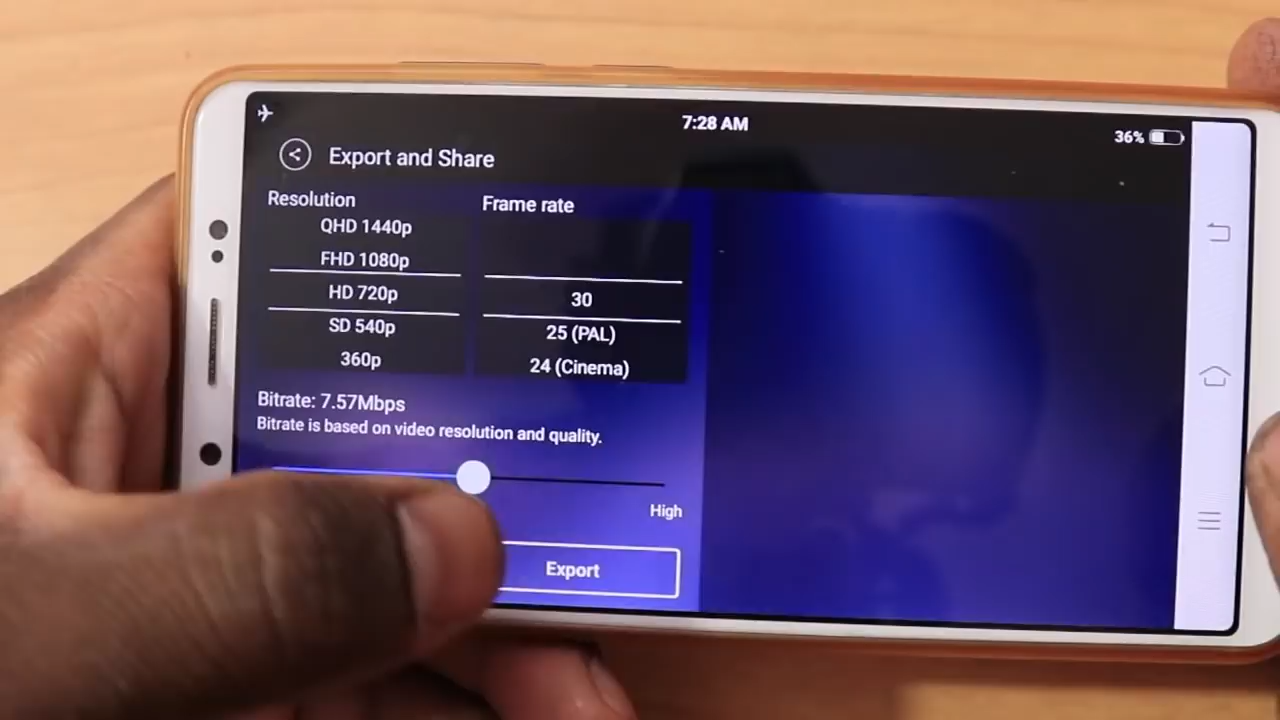 7:28 AM
36%
Export and Share
Resolution
QHD 1440p
FHD 1080p
HD 720p
SD 540p
360p
Frame rate
30
25 (PAL)
24 (Cinema)
Bitrate: 7.57Mbps
Bitrate is based on video resolution and quality.
High
Export